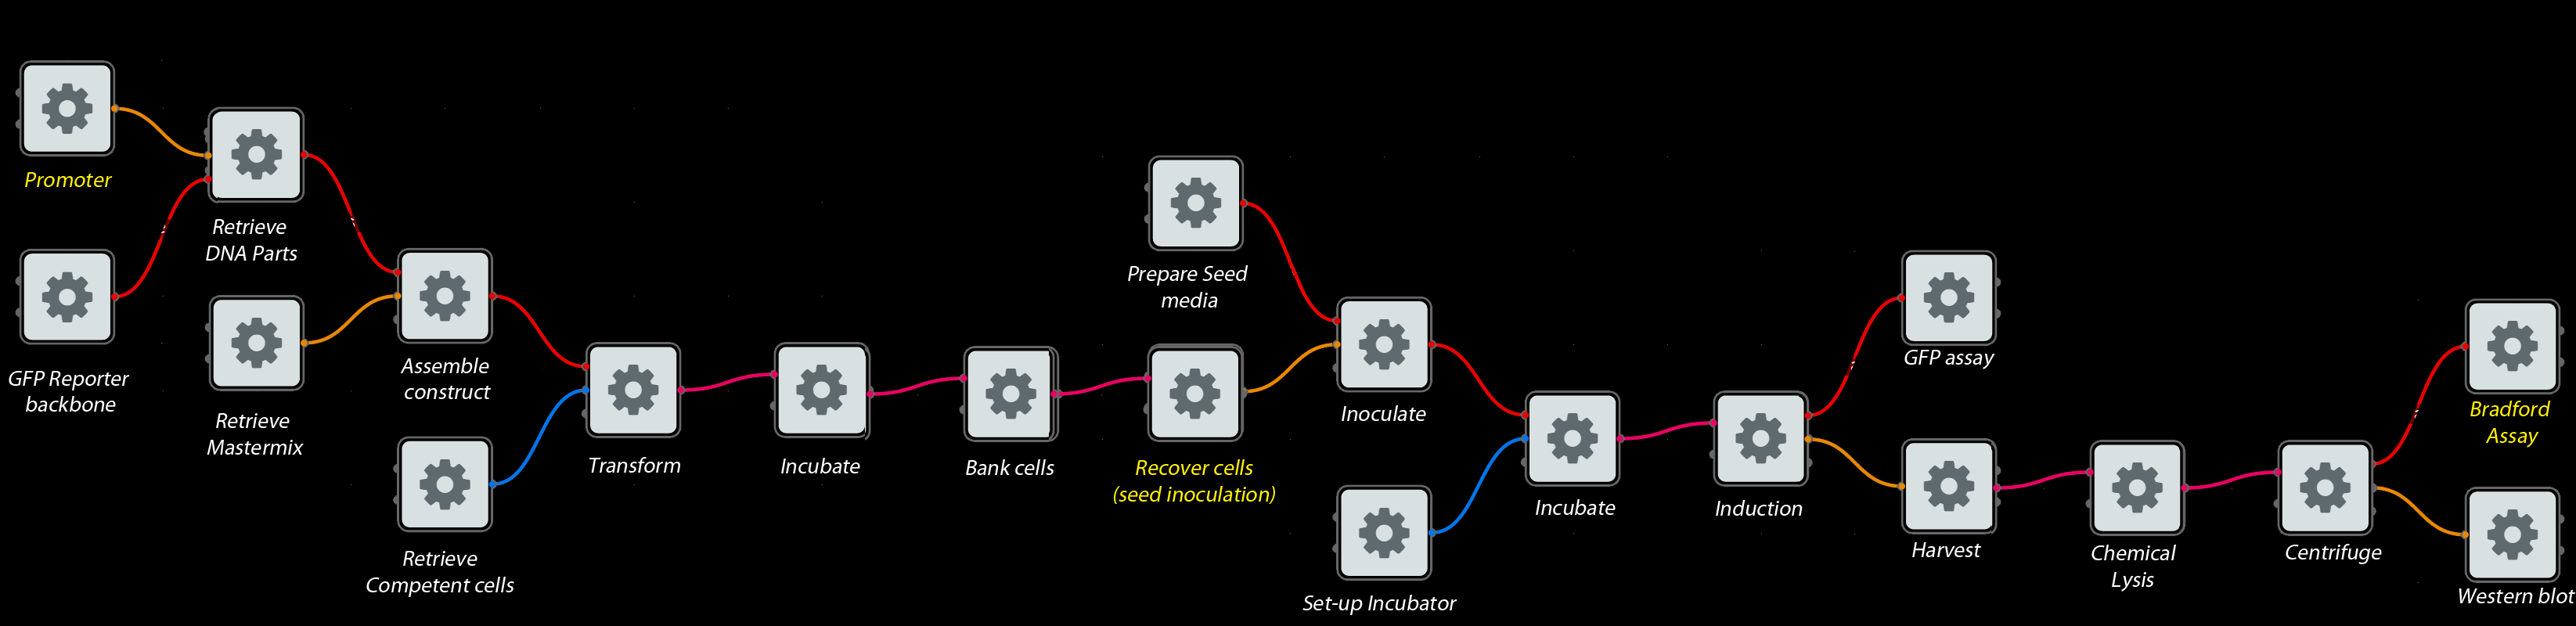 Promoter
GFP Reporter
backbone
Retrieve
DNA Parts
Retrieve
Mastermix
Assemble
construct
Retrieve
Competent cells
Transform
Incubate
Bank cells
Prepare Seed
media
Recover cells
(seed inoculation)
Inoculate
Set-up Incubator
Incubate
Induction
GFP assay
Harvest
Chemical
Lysis
Centrifuge
Bradford
Assay
Western blot